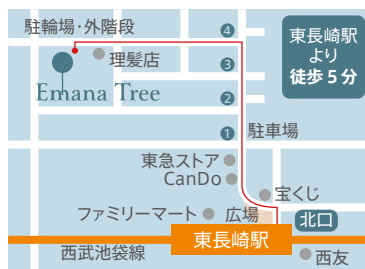 駐輪場・外階段
4
東長崎駅
より
徒歩5分
理髪店
3
Emana Tree
2
1
駐車場
東急ストア
CanDo
宝くじ
ファミリーマート
広場
北口
東長崎駅
西武池袋線
西友